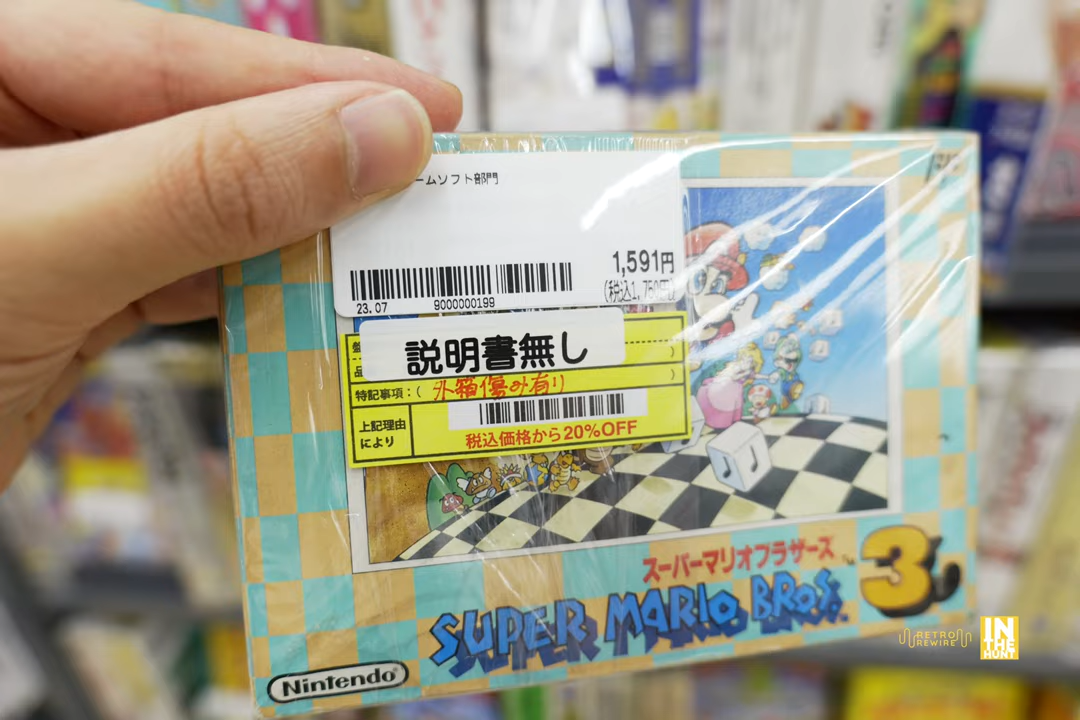 ームソフト部門
1,591円
(税込1,750円)
23.07
9000000199
説明書無し
特記事項:( 外箱傷み有り )
上記理由
により
税込価格から20%OFF
スーパーマリオブラザーズ
SUPER MARIO BROS. 3
Nintendo
RETRO
REWIRE
IN
THE
HUNT